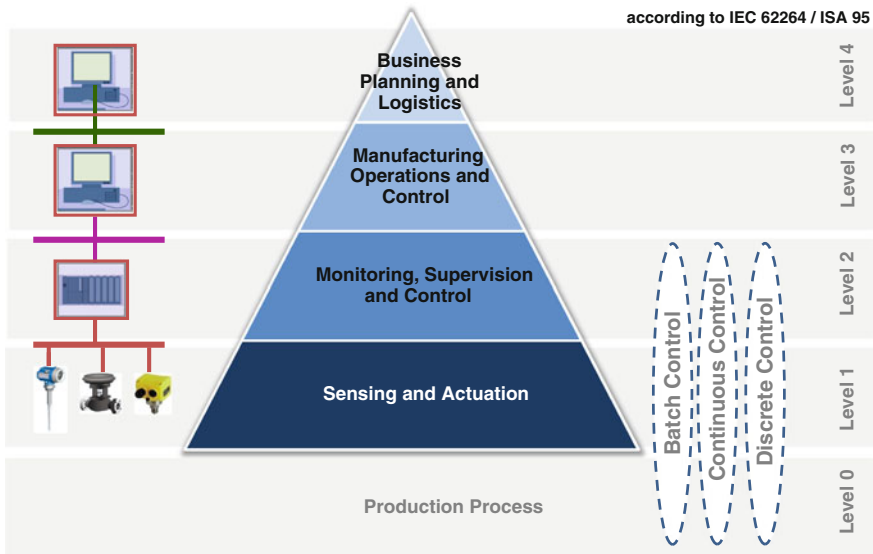 according to IEC 62264 / ISA 95
Business
Planning and
Logistics
Level 4
Manufacturing
Operations and
Control
Level 3
Monitoring, Supervision
and Control
Level 2
Sensing and Actuation
Level 1
Batch Control
Continuous Control
Discrete Control
Production Process
Level 0